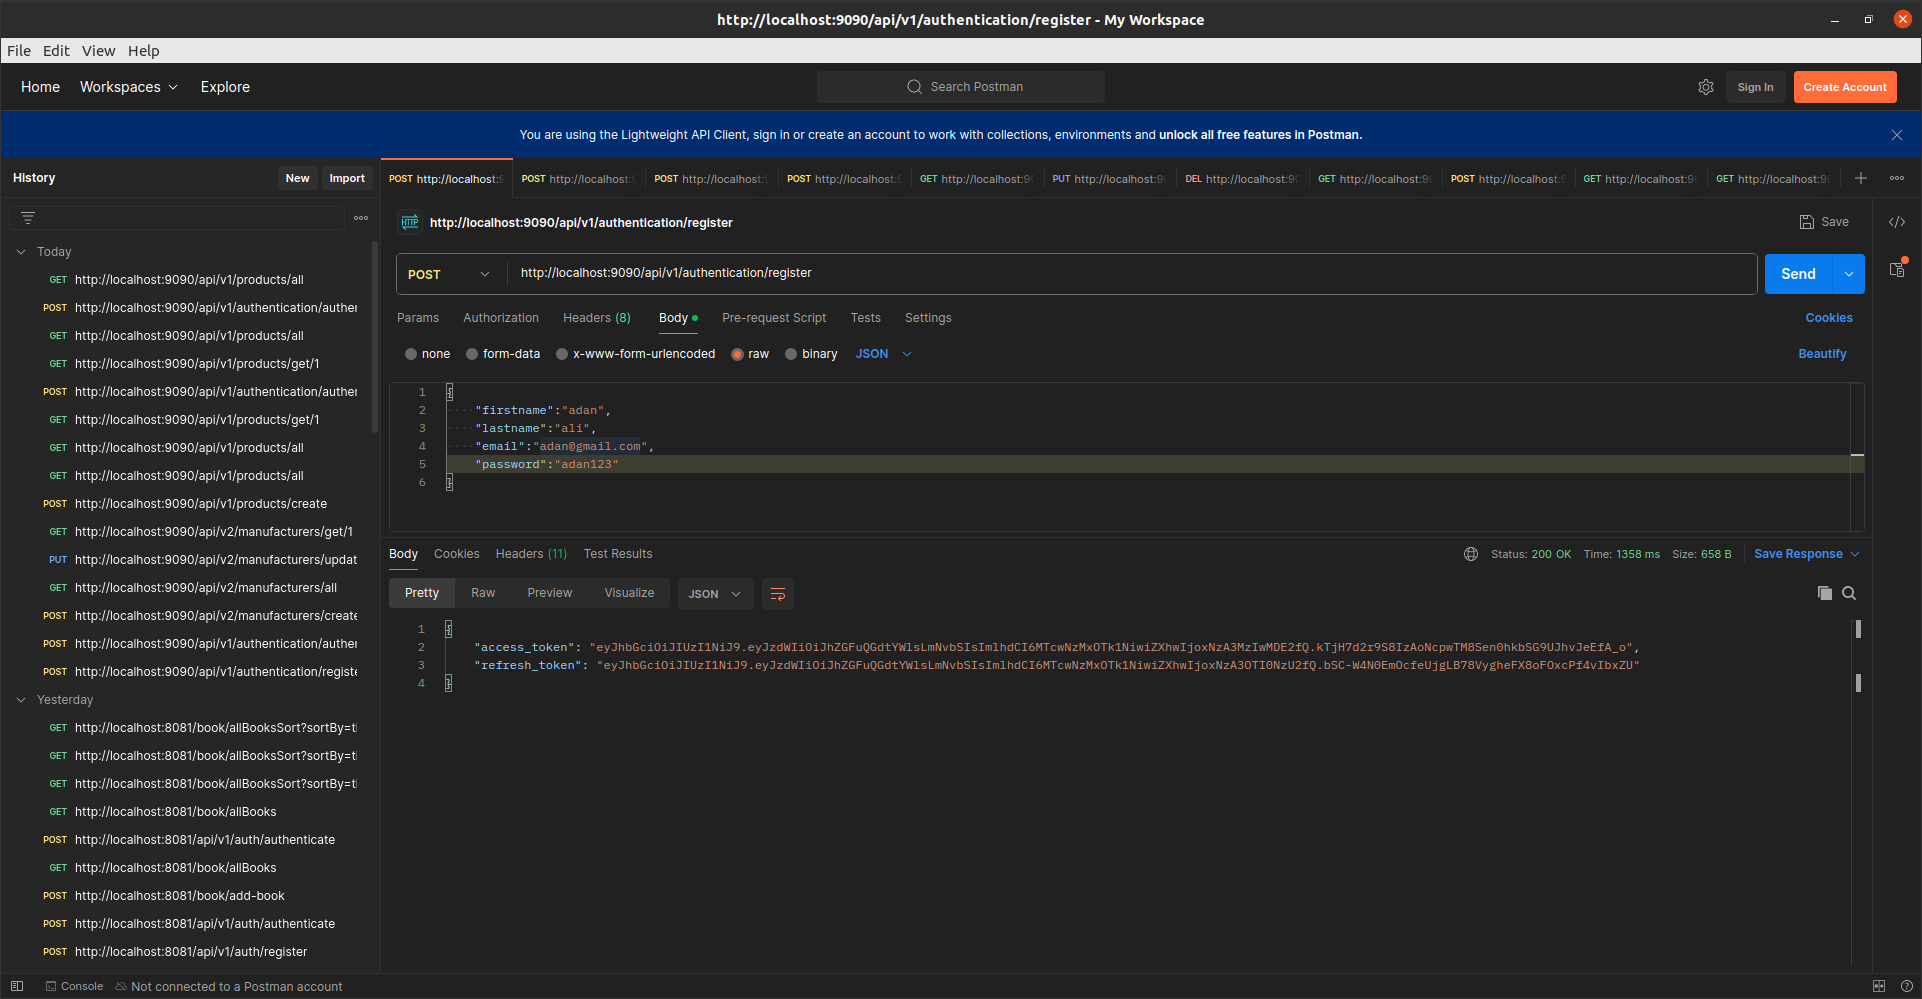 http://localhost:9090/api/v1/authentication/register - My Workspace
File Edit View Help
Home Workspaces Explore
Search Postman
Sign In
Create Account
You are using the Lightweight API Client, sign in or create an account to work with collections, environments and unlock all free features in Postman.
History
New
Import
Today
GET http://localhost:9090/api/v1/products/all
POST http://localhost:9090/api/v1/authentication/auther
GET http://localhost:9090/api/v1/products/all
GET http://localhost:9090/api/v1/products/get/1
POST http://localhost:9090/api/v1/authentication/auther
GET http://localhost:9090/api/v1/products/get/1
GET http://localhost:9090/api/v1/products/all
GET http://localhost:9090/api/v1/products/all
POST http://localhost:9090/api/v1/products/create
GET http://localhost:9090/api/v2/manufacturers/get/1
PUT http://localhost:9090/api/v2/manufacturers/updat
GET http://localhost:9090/api/v2/manufacturers/all
POST http://localhost:9090/api/v2/manufacturers/create
POST http://localhost:9090/api/v1/authentication/auther
POST http://localhost:9090/api/v1/authentication/registe
Yesterday
GET http://localhost:8081/book/allBooksSort?sortBy=ti
GET http://localhost:8081/book/allBooksSort?sortBy=ti
GET http://localhost:8081/book/allBooksSort?sortBy=ti
GET http://localhost:8081/book/allBooks
POST http://localhost:8081/api/v1/auth/authenticate
GET http://localhost:8081/book/allBooks
POST http://localhost:8081/book/add-book
POST http://localhost:8081/api/v1/auth/authenticate
POST http://localhost:8081/api/v1/auth/register
POST http://localhost:9 POST http://localhost:9 POST http://localhost:9 POST http://localhost:9 GET http://localhost:90 PUT http://localhost:90 DEL http://localhost:90 GET http://localhost:90 POST http://localhost:9 GET http://localhost:90 GET http://localhost:90
HTTP http://localhost:9090/api/v1/authentication/register
Save
POST http://localhost:9090/api/v1/authentication/register
Send
Params Authorization Headers (8) Body Pre-request Script Tests Settings
Cookies
none form-data x-www-form-urlencoded raw binary JSON
Beautify
1 {
2 "firstname":"adan",
3 "lastname":"ali",
4 "email":"adan@gmail.com",
5 "password":"adan123"
6 }
Body Cookies Headers (11) Test Results
Status: 200 OK Time: 1358 ms Size: 658 B
Save Response
Pretty Raw Preview Visualize JSON
1 {
2 "access_token": "eyJhbGciOiJIUzI1NiJ9.eyJzdWIiOiJhZGFuQGdtYWlsLmNvbSIsImlhdCI6MTcwNzMxOTk1NiwiZXhwIjoxNzA3MzIwMDE2fQ.kTjH7d2r9S8IzAoNcpwTM8Sen0hkbSG9UJhvJeEfA_o",
3 "refresh_token": "eyJhbGciOiJIUzI1NiJ9.eyJzdWIiOiJhZGFuQGdtYWlsLmNvbSIsImlhdCI6MTcwNzMxOTk1NiwiZXhwIjoxNzA3OTI0NzU2fQ.bSC-W4N0EmOcfeUjgLB78VygheFX8oFOxcPf4vIbxZU"
4 }
Console Not connected to a Postman account